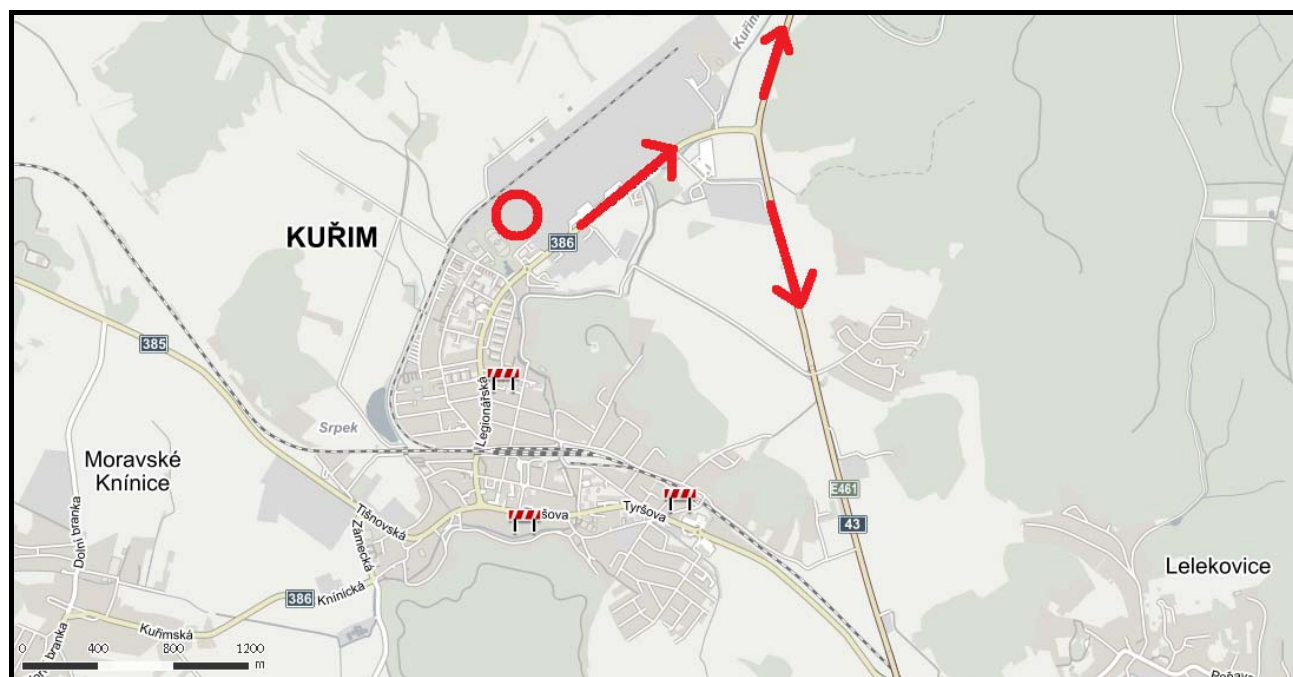 Kuřim
KUŘIM
386
385
Srpek
Legionářská
Moravské
Knínice
Tišnovská
Tyršova
E461
43
Zámecká
Dolní branka
386
Knínická
Kuřimská
Lelekovice
0 400 800 1200
m